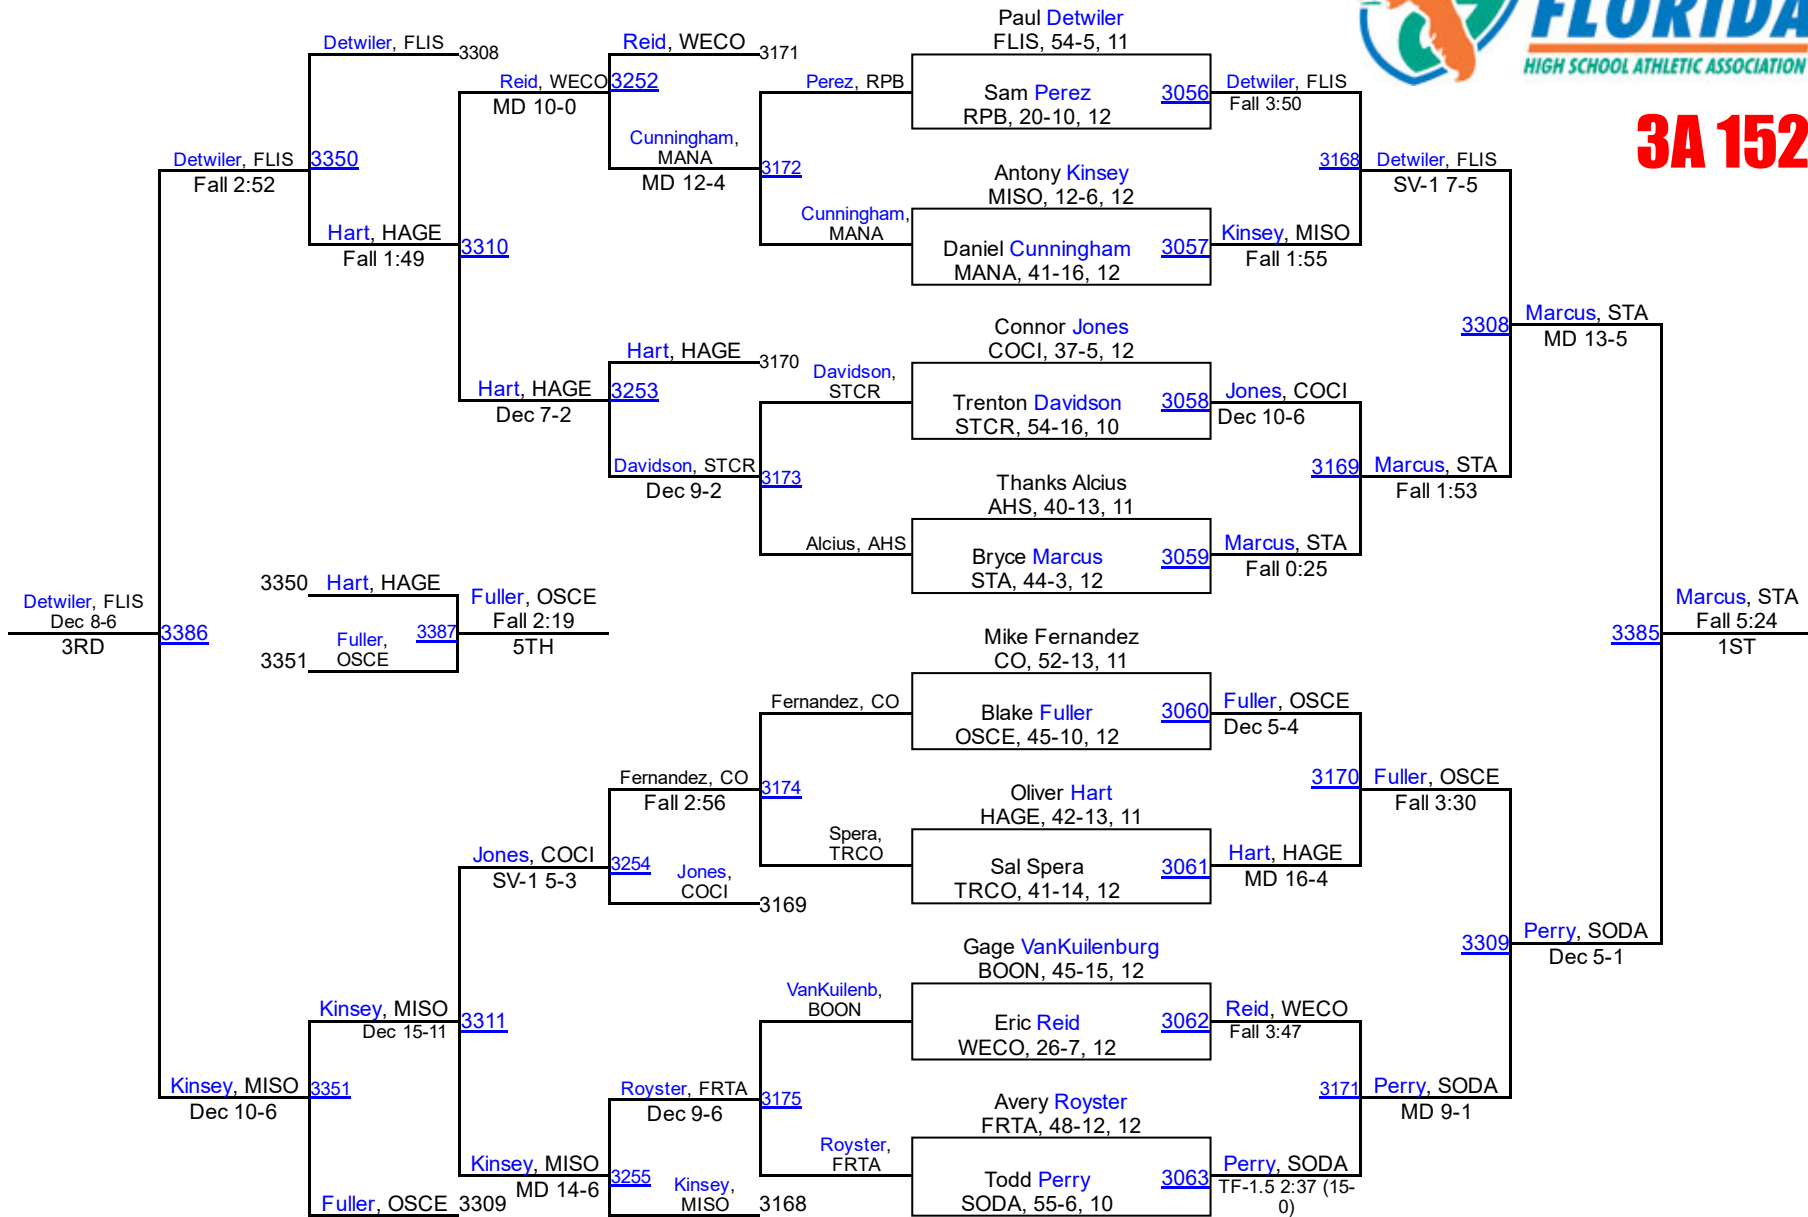 FLORIDA
HIGH SCHOOL ATHLETIC ASSOCIATION
3A 152
Detwiler, FLIS
3308
Reid, WECO
3171
Paul Detwiler
FLIS, 54-5, 11
Reid, WECO
MD 10-0
3252
Perez, RPB
Sam Perez
RPB, 20-10, 12
3056
Detwiler, FLIS
Fall 3:50
Detwiler, FLIS
Fall 2:52
3350
Cunningham,
MANA
MD 12-4
3172
Antony Kinsey
MISO, 12-6, 12
3168
Detwiler, FLIS
SV-1 7-5
Hart, HAGE
Fall 1:49
3310
Cunningham,
MANA
Daniel Cunningham
MANA, 41-16, 12
3057
Kinsey, MISO
Fall 1:55
Hart, HAGE
3170
Connor Jones
COCI, 37-5, 12
3308
Marcus, STA
MD 13-5
Hart, HAGE
Dec 7-2
3253
Davidson,
STCR
Trenton Davidson
STCR, 54-16, 10
3058
Jones, COCI
Dec 10-6
Davidson, STCR
Dec 9-2
3173
Thanks Alcius
AHS, 40-13, 11
3169
Marcus, STA
Fall 1:53
Alcius, AHS
Bryce Marcus
STA, 44-3, 12
3059
Marcus, STA
Fall 0:25
3350
Hart, HAGE
Detwiler, FLIS
Dec 8-6
3RD
3386
Fuller,
OSCE
3351
3387
Fuller, OSCE
Fall 2:19
5TH
Mike Fernandez
CO, 52-13, 11
3385
Marcus, STA
Fall 5:24
1ST
Fernandez, CO
Blake Fuller
OSCE, 45-10, 12
3060
Fuller, OSCE
Dec 5-4
Fernandez, CO
Fall 2:56
3174
Oliver Hart
HAGE, 42-13, 11
3170
Fuller, OSCE
Fall 3:30
Jones, COCI
SV-1 5-3
3254
Jones,
COCI
3169
Spera,
TRCO
Sal Spera
TRCO, 41-14, 12
3061
Hart, HAGE
MD 16-4
Gage VanKuilenburg
BOON, 45-15, 12
3309
Perry, SODA
Dec 5-1
Kinsey, MISO
Dec 15-11
3311
VanKuilenb,
BOON
Eric Reid
WECO, 26-7, 12
3062
Reid, WECO
Fall 3:47
Kinsey, MISO
Dec 10-6
3351
Royster, FRTA
Dec 9-6
3175
Avery Royster
FRTA, 48-12, 12
3171
Perry, SODA
MD 9-1
Kinsey, MISO
MD 14-6
3255
Kinsey,
MISO
3168
Royster,
FRTA
Todd Perry
SODA, 55-6, 10
3063
Perry, SODA
TF-1.5 2:37 (15-
0)
Fuller, OSCE
3309